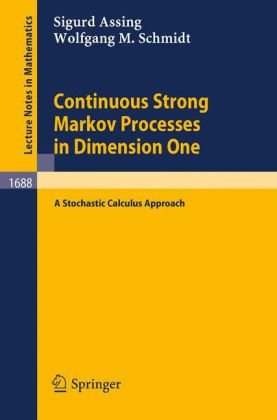 Sigurd Assing
Wolfgang M. Schmidt
Lecture Notes in Mathematics
Continuous Strong
Markov Processes
in Dimension One
1688
A Stochastic Calculus Approach
Springer